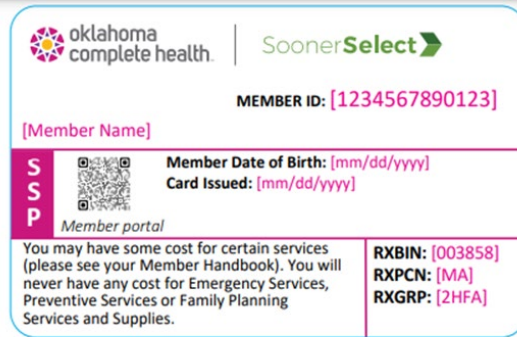 oklahoma
complete health.
SoonerSelect
MEMBER ID: [1234567890123]
[Member Name]
SSP
Member Date of Birth: [mm/dd/yyyy]
Card Issued: [mm/dd/yyyy]
Member portal
You may have some cost for certain services
(please see your Member Handbook). You will
never have any cost for Emergency Services,
Preventive Services or Family Planning
Services and Supplies.
RXBIN: [003858]
RXPCN: [MA]
RXGRP: [2HFA]